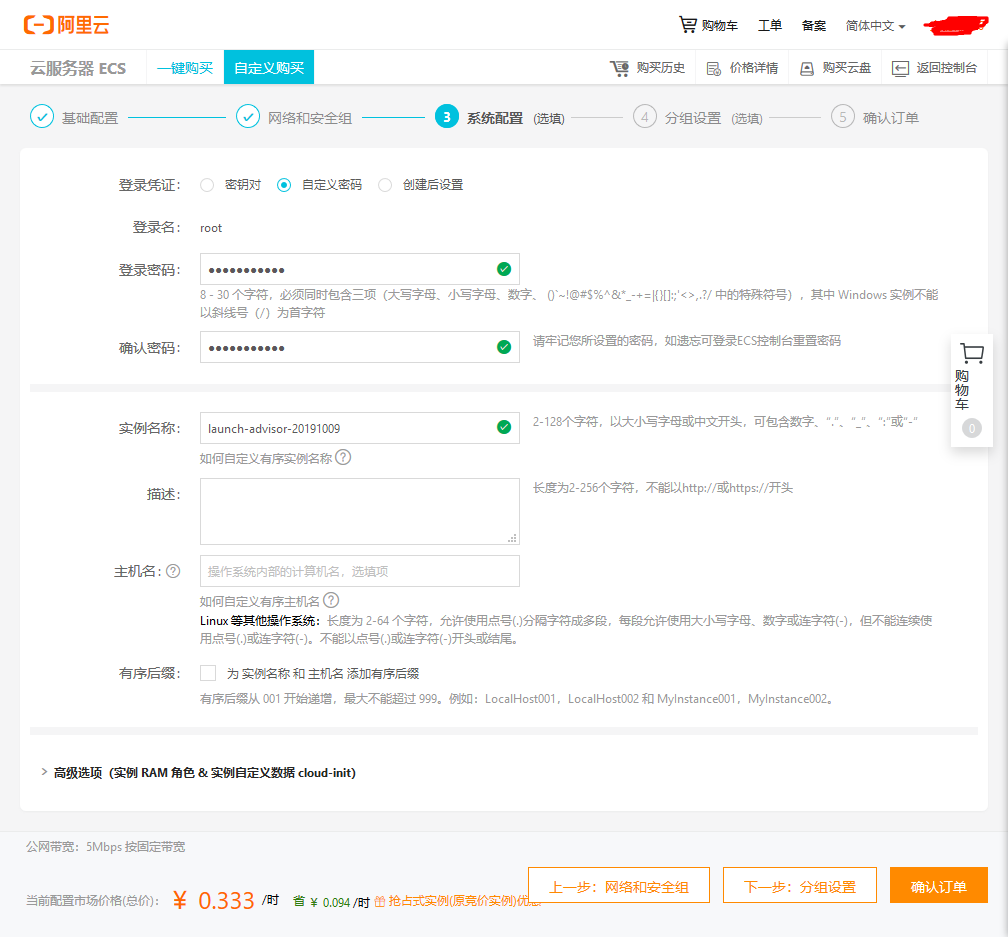 阿里云 购物车 工单 备案 简体中文
云服务器 ECS 一键购买 自定义购买 购买历史 价格详情 购买云盘 返回控制台
基础配置 网络和安全组 3 系统配置 (选填) 4 分组设置 (选填) 5 确认订单
登录凭证： 密钥对 自定义密码 创建后设置
登录名： root
登录密码： ●●●●●●●●●●●
8 - 30 个字符，必须同时包含三项（大写字母、小写字母、数字、 ()`~!@#$%^&*_-+=|{}[]:;'<>,.?/ 中的特殊符号），其中 Windows 实例不能
以斜线号（/）为首字符
确认密码： ●●●●●●●●●●● 请牢记您所设置的密码，如遗忘可登录ECS控制台重置密码
购物车
0
实例名称： launch-advisor-20191009 2-128个字符，以大小写字母或中文开头，可包含数字、“.”、“_”、“:”或“-”
如何自定义有序实例名称 ?
描述： 长度为2-256个字符，不能以http://或https://开头
主机名： ? 操作系统内部的计算机名，选填项
如何自定义有序主机名 ?
Linux 等其他操作系统：长度为 2-64 个字符，允许使用点号(.)分隔字符成多段，每段允许使用大小写字母、数字或连字符(-)，但不能连续使
用点号(.)或连字符(-)。不能以点号(.)或连字符(-)开头或结尾。
有序后缀： 为 实例名称 和 主机名 添加有序后缀
有序后缀从 001 开始递增，最大不能超过 999。例如：LocalHost001，LocalHost002 和 MyInstance001，MyInstance002。
> 高级选项（实例 RAM 角色 & 实例自定义数据 cloud-init)
公网带宽： 5Mbps 按固定带宽
当前配置市场价格(总价)： ¥ 0.333 /时 省 ¥ 0.094 /时 抢占式实例(原竞价实例)优 上一步：网络和安全组 下一步：分组设置 确认订单